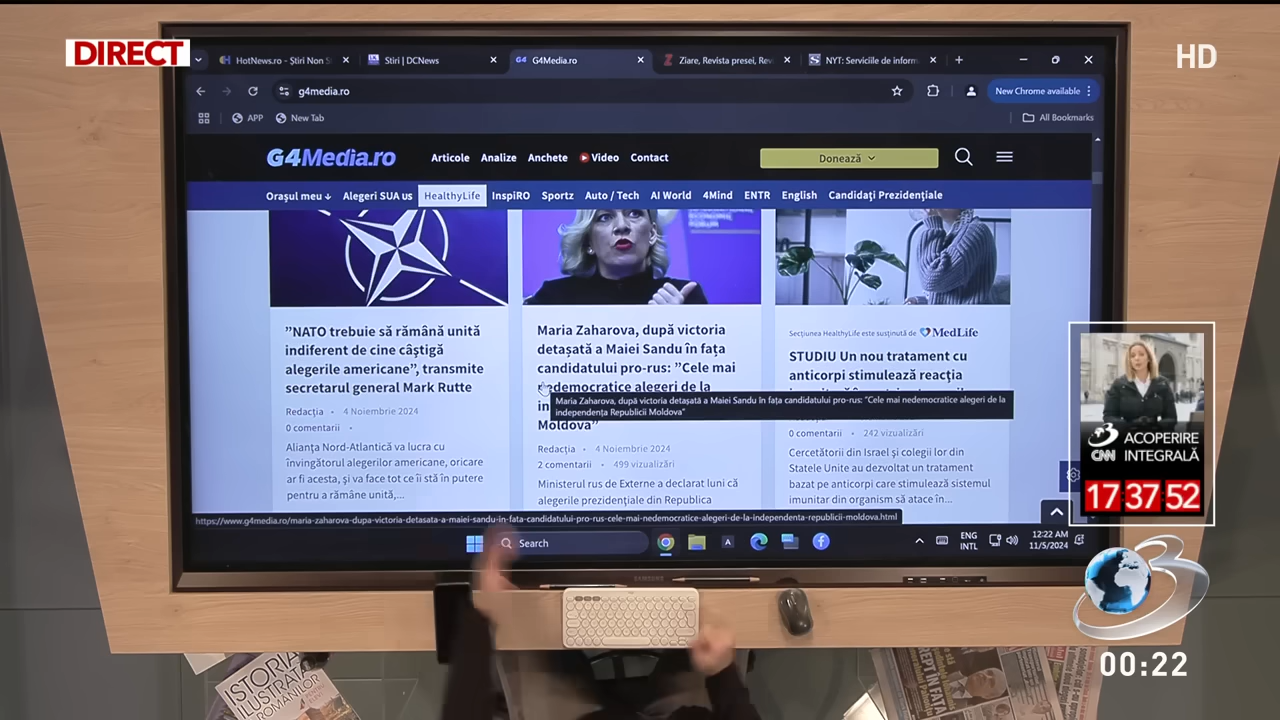 DIRECT
HD
HotNews.ro - Știri Non S
Stiri | DCNews
G4Media.ro
Ziare, Revista presei, Rev
NYT: Serviciile de inform
g4media.ro
New Chrome available
APP
New Tab
All Bookmarks
G4Media.ro
Articole
Analize
Anchete
Video
Contact
Donează
Orașul meu
Alegeri SUA us
HealthyLife
InspiRO
Sportz
Auto / Tech
AI World
4Mind
ENTR
English
Candidați Prezidențiale
"NATO trebuie să rămână unită
indiferent de cine câștigă
alegerile americane", transmite
secretarul general Mark Rutte
Redacția • 4 Noiembrie 2024
0 comentarii •
Alianța Nord-Atlantică va lucra cu
învingătorul alegerilor americane, oricare
ar fi acesta, și va face tot ce îi stă în putere
pentru a rămâne unită,...
Maria Zaharova, după victoria
detașată a Maiei Sandu în fața
candidatului pro-rus: "Cele mai
nedemocratice alegeri de la
in
Moldova"
Maria Zaharova, după victoria detașată a Maiei Sandu în fața candidatului pro-rus: "Cele mai nedemocratice alegeri de la
independența Republicii Moldova"
Redacția • 4 Noiembrie 2024
2 comentarii • 499 vizualizări
Ministerul rus de Externe a declarat luni că
alegerile prezidențiale din Republica
Secțiunea HealthyLife este susținută de MedLife
STUDIU Un nou tratament cu
anticorpi stimulează reacția
0 comentarii • 242 vizualizări
Cercetătorii din Israel și colegii lor din
Statele Unite au dezvoltat un tratament
bazat pe anticorpi care stimulează sistemul
imunitar din organism să atace în...
https://www.g4media.ro/maria-zaharova-dupa-victoria-detasata-a-maiei-sandu-in-fata-candidatului-pro-rus-cele-mai-nedemocratice-alegeri-de-la-independenta-republicii-moldova.html
Search
ENG
INTL
12:22 AM
11/5/2024
SAMSUNG
3
CNN
ACOPERIRE
INTEGRALĂ
17 37 52
3
00:22
ISTORIA
ILUSTRATĂ
ROMÂNILOR